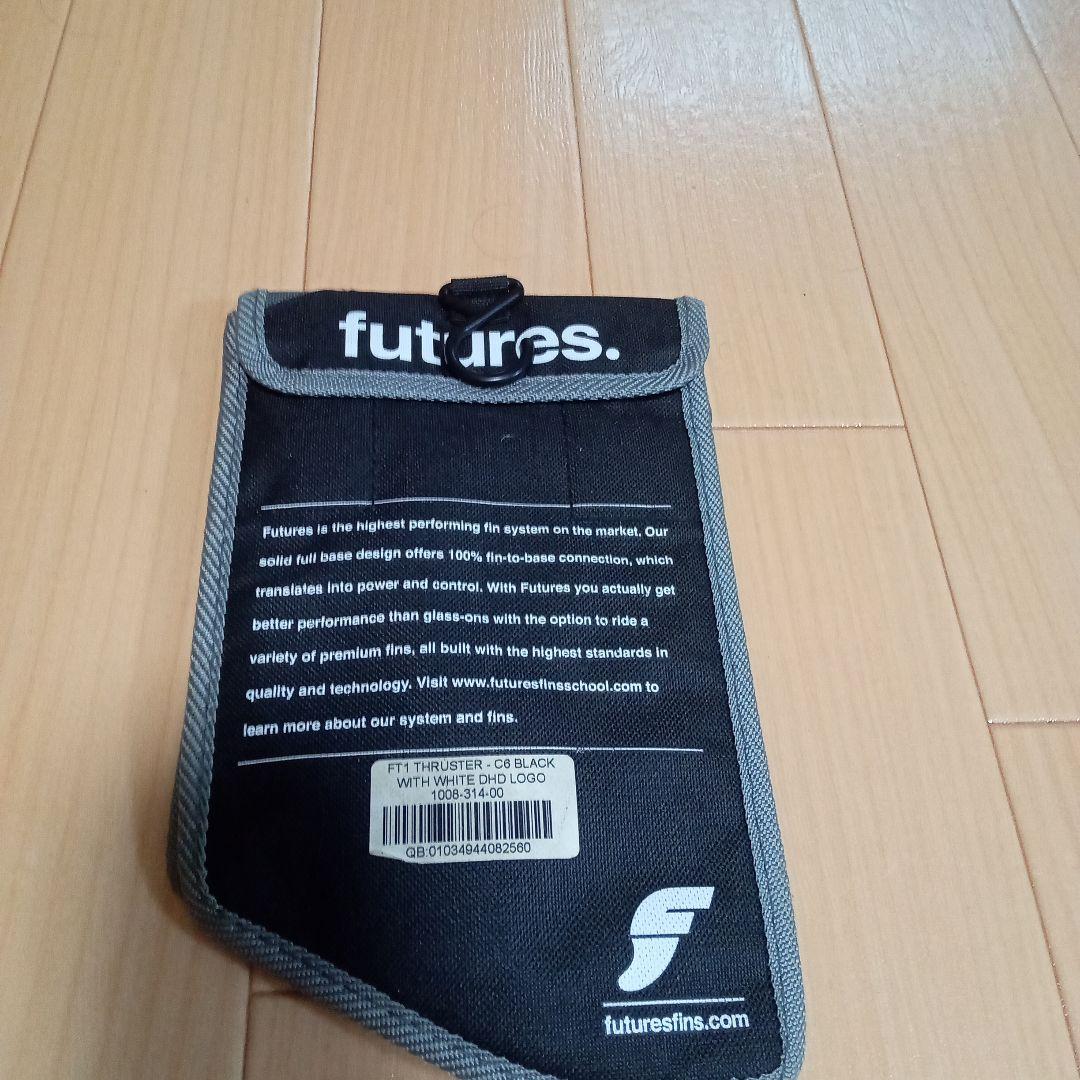 futures.
Futures is the highest performing fin system on the market. Our
solid full base design offers 100% fin-to-base connection, which
translates into power and control. With Futures you actually get
better performance than glass-ons with the option to ride a
variety of premium fins, all built with the highest standards in
quality and technology. Visit www.futuresfinsschool.com to
learn more about our system and fins.
FT1 THRUSTER - C6 BLACK
WITH WHITE DHD LOGO
1008-314-00
QB:01034944082560
futuresfins.com